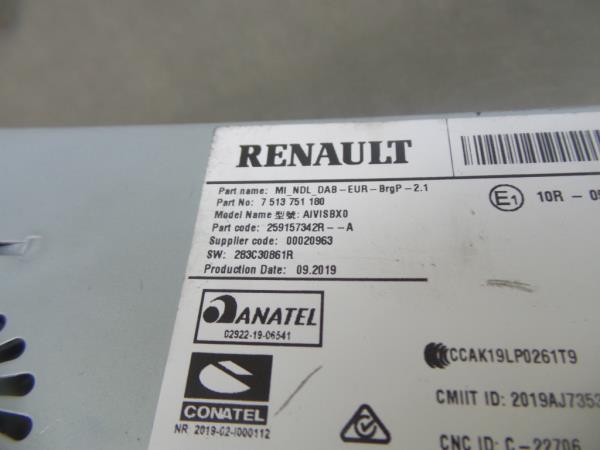 RENAULT
Part name: MI_NDL_DAB-EUR-BrgP-2.1
Part No: 7 513 751 180
Model Name 型號: AIVISBX0
Part code: 259157342R--A
Supplier code: 00020963
SW: 283C30861R
Production Date: 09.2019
E1 10R - 05
ANATEL
02922-19-06541
CONATEL
NR 2019-02-I000112
CCAK19LP0261T9
CMIIT ID: 2019AJ7353
CNC ID: C-22706